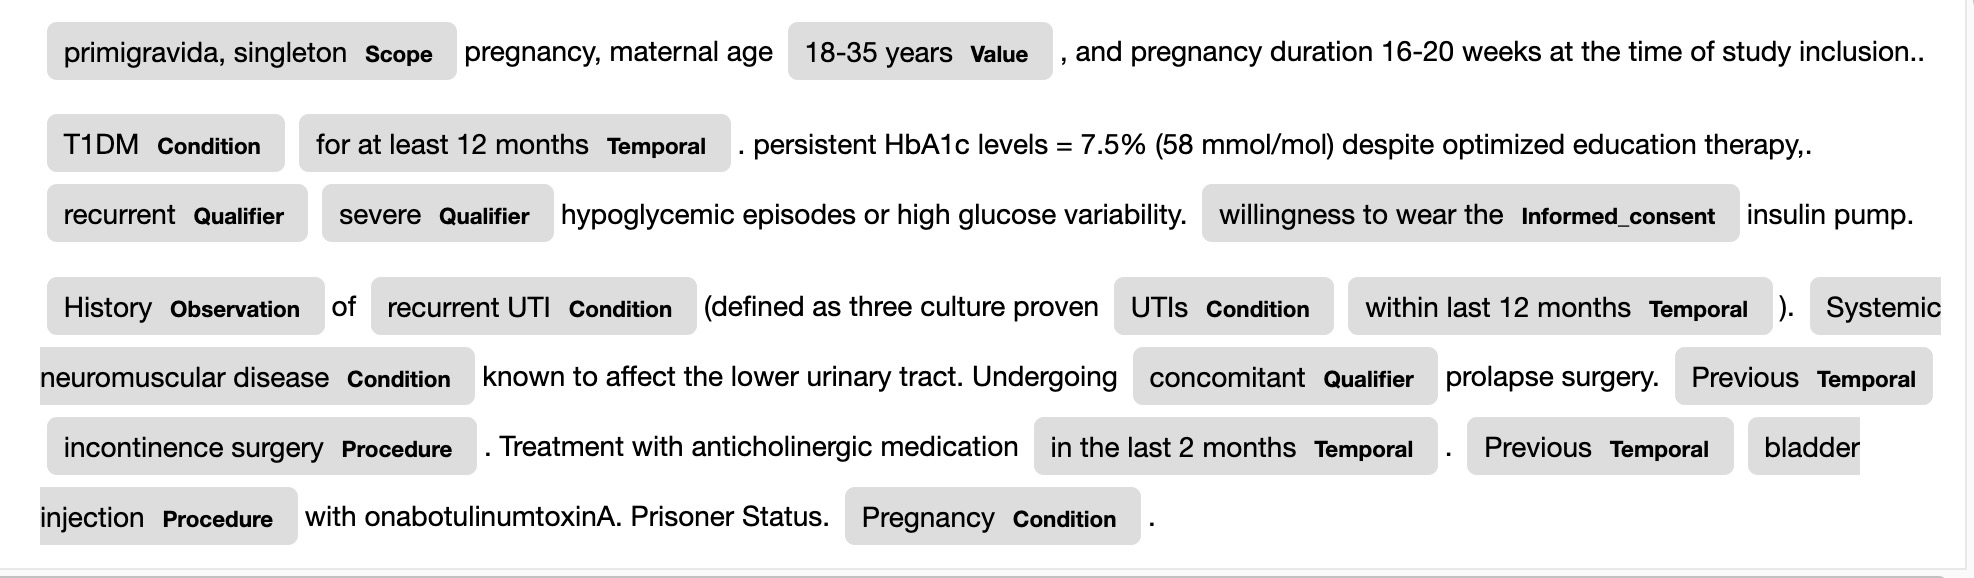 primigravida, singleton Scope pregnancy, maternal age 18-35 years Value , and pregnancy duration 16-20 weeks at the time of study inclusion..
T1DM Condition for at least 12 months Temporal . persistent HbA1c levels = 7.5% (58 mmol/mol) despite optimized education therapy,.
recurrent Qualifier severe Qualifier hypoglycemic episodes or high glucose variability. willingness to wear the Informed_consent insulin pump.
History Observation of recurrent UTI Condition (defined as three culture proven UTIs Condition within last 12 months Temporal ). Systemic
neuromuscular disease Condition known to affect the lower urinary tract. Undergoing concomitant Qualifier prolapse surgery. Previous Temporal
incontinence surgery Procedure . Treatment with anticholinergic medication in the last 2 months Temporal . Previous Temporal bladder
injection Procedure with onabotulinumtoxinA. Prisoner Status. Pregnancy Condition .